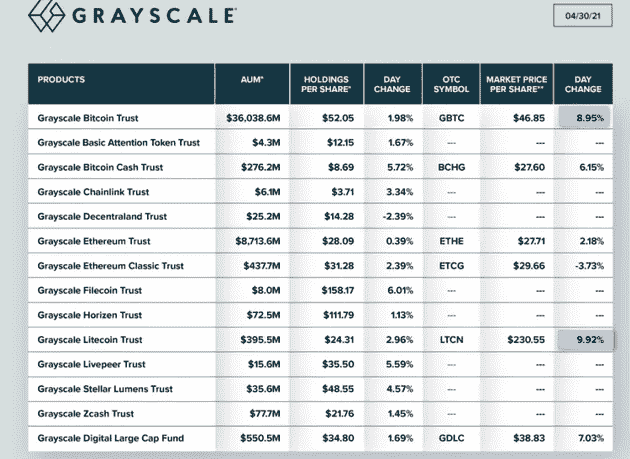 GRAYSCALE
04/30/21
PRODUCTS AUM* HOLDINGS PER SHARE* DAY CHANGE OTC SYMBOL MARKET PRICE PER SHARE** DAY CHANGE
Grayscale Bitcoin Trust $36,038.6M $52.05 1.98% GBTC $46.85 8.95%
Grayscale Basic Attention Token Trust $4.3M $12.15 1.67% --- --- ---
Grayscale Bitcoin Cash Trust $276.2M $8.69 5.72% BCHG $27.60 6.15%
Grayscale Chainlink Trust $6.1M $3.71 3.34% --- --- ---
Grayscale Decentraland Trust $25.2M $14.28 -2.39% --- --- ---
Grayscale Ethereum Trust $8,713.6M $28.09 0.39% ETHE $27.71 2.18%
Grayscale Ethereum Classic Trust $437.7M $31.28 2.39% ETCG $29.66 -3.73%
Grayscale Filecoin Trust $8.0M $158.17 6.01% --- --- ---
Grayscale Horizen Trust $72.5M $111.79 1.13% --- --- ---
Grayscale Litecoin Trust $395.5M $24.31 2.96% LTCN $230.55 9.92%
Grayscale Livepeer Trust $15.6M $35.50 5.59% --- --- ---
Grayscale Stellar Lumens Trust $35.6M $48.55 4.57% --- --- ---
Grayscale Zcash Trust $77.7M $21.76 1.45% --- --- ---
Grayscale Digital Large Cap Fund $550.5M $34.80 1.69% GDLC $38.83 7.03%